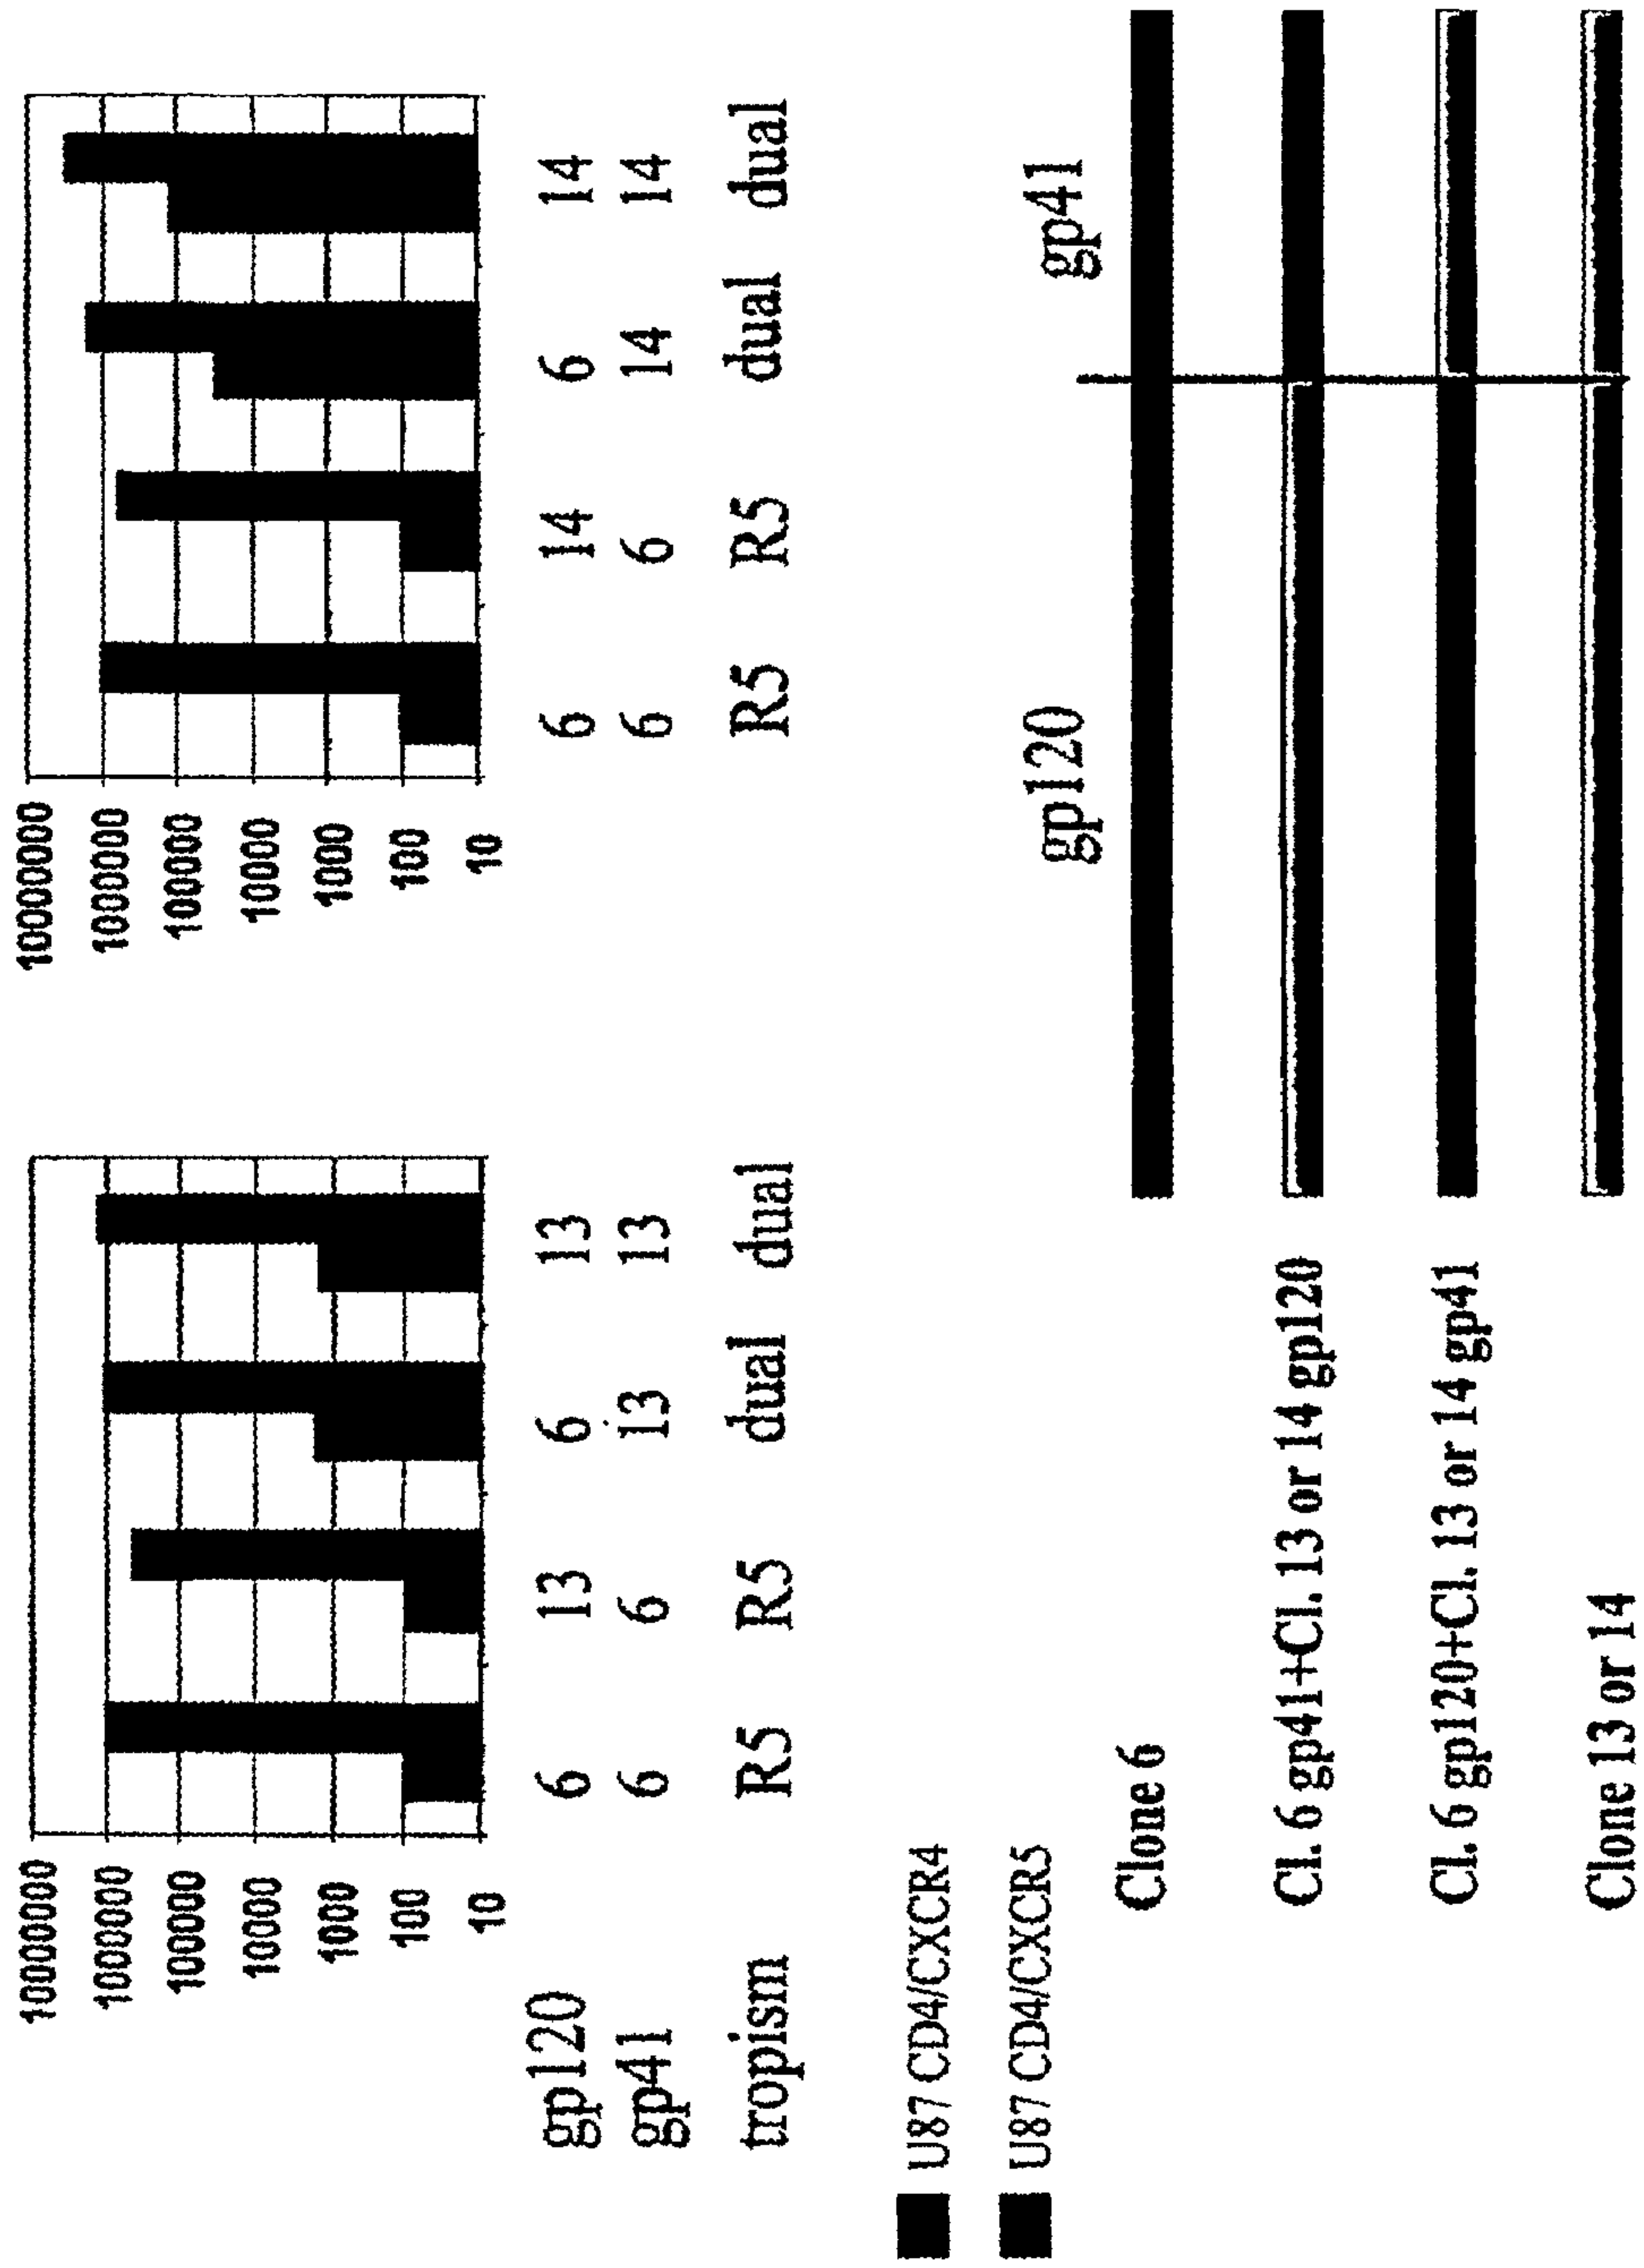 10000000 10000000
1000000 1000000
100000 100000
10000 10000
1000 1000
100 100
10 10
gp120 6 13 6 13 6 14 6 14
gp41 6 6 13 13 6 6 14 14
tropism R5 R5 dual dual R5 R5 dual dual
U87 CD4/CXCR4
U87 CD4/CXCR5
gp120 gp41
Clone 6
Cl. 6 gp41+Cl. 13 or 14 gp120
Cl. 6 gp120+Cl. 13 or 14 gp41
Clone 13 or 14